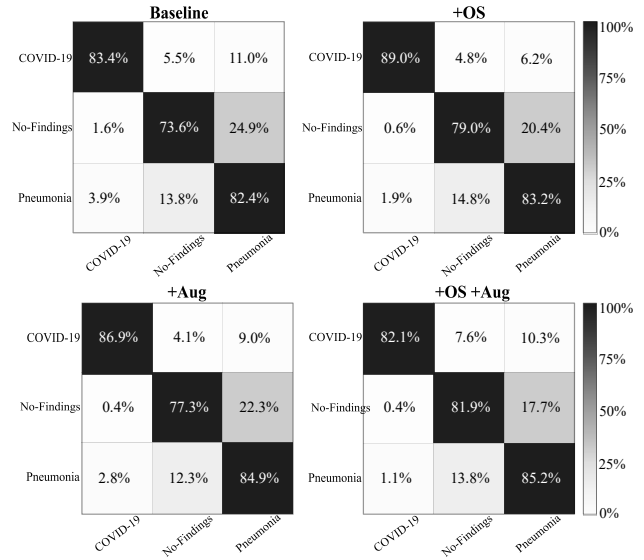 Baseline
COVID-19 83.4% 5.5% 11.0%
No-Findings 1.6% 73.6% 24.9%
Pneumonia 3.9% 13.8% 82.4%
COVID-19 No-Findings Pneumonia
+OS
COVID-19 89.0% 4.8% 6.2%
No-Findings 0.6% 79.0% 20.4%
Pneumonia 1.9% 14.8% 83.2%
COVID-19 No-Findings Pneumonia
100%
75%
50%
25%
0%
+Aug
COVID-19 86.9% 4.1% 9.0%
No-Findings 0.4% 77.3% 22.3%
Pneumonia 2.8% 12.3% 84.9%
COVID-19 No-Findings Pneumonia
+OS +Aug
COVID-19 82.1% 7.6% 10.3%
No-Findings 0.4% 81.9% 17.7%
Pneumonia 1.1% 13.8% 85.2%
COVID-19 No-Findings Pneumonia
100%
75%
50%
25%
0%